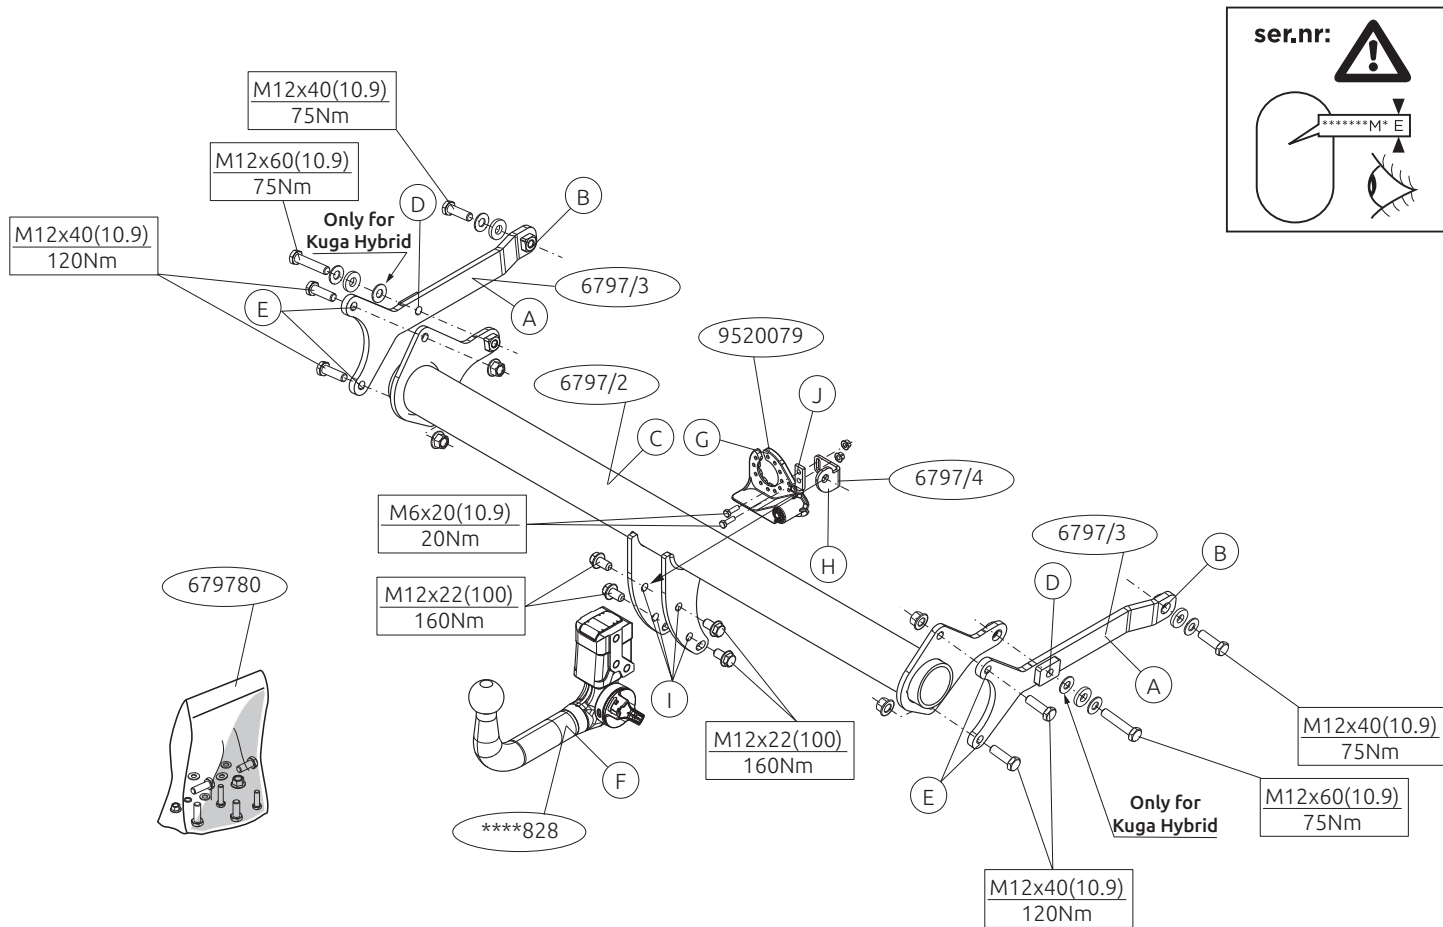 ser.nr:
*******M* E
M12x40(10.9)
75Nm
M12x60(10.9)
75Nm
B
D
Only for
Kuga Hybrid
M12x40(10.9)
120Nm
6797/3
E
A
9520079
6797/2
J
C
G
6797/4
M6x20(10.9)
20Nm
6797/3
H
B
D
679780
M12x22(100)
160Nm
A
I
M12x40(10.9)
75Nm
M12x22(100)
160Nm
F
E
Only for
Kuga Hybrid
M12x60(10.9)
75Nm
****828
M12x40(10.9)
120Nm